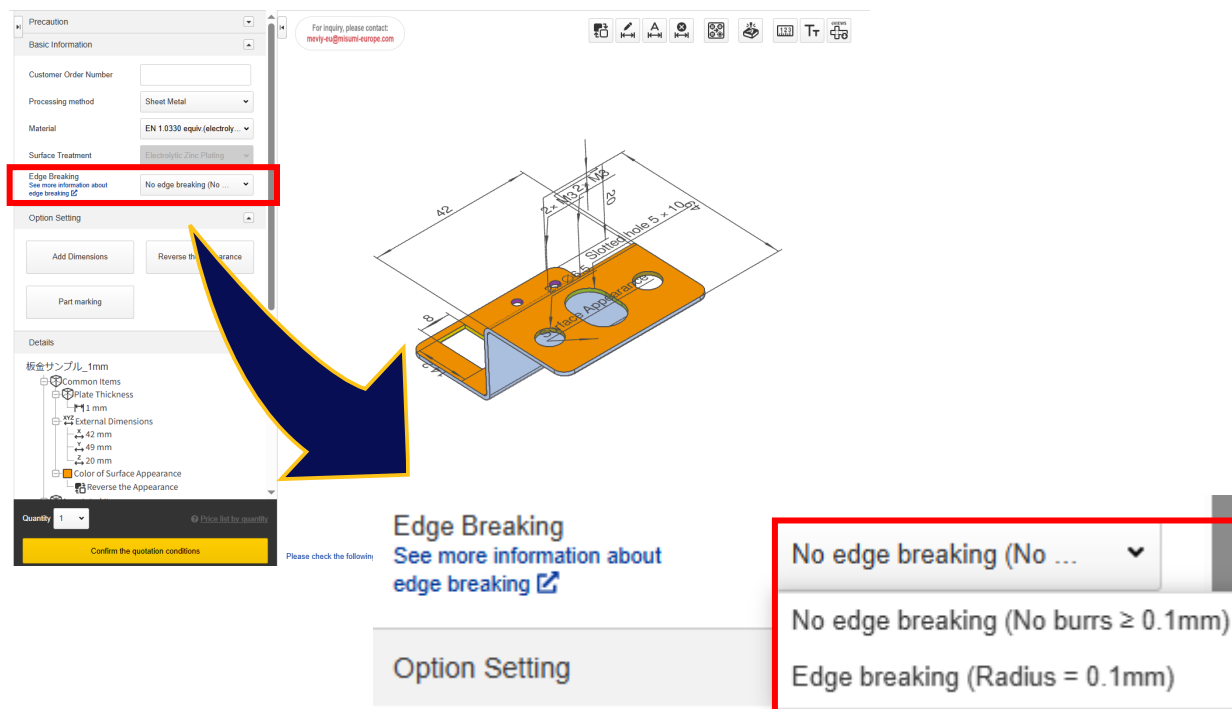 Precaution
Basic Information
Customer Order Number
Processing method
Sheet Metal
Material
EN 1.0330 equiv.(electroly...
Surface Treatment
Electrolytic Zinc Plating
Edge Breaking
See more information about
edge breaking
No edge breaking (No ...
Option Setting
Add Dimensions
Reverse the
arance
Part marking
Details
板金サンプル_1mm
Common Items
Plate Thickness
1 mm
XYZ
External Dimensions
X
42 mm
Y
49 mm
Z
20 mm
Color of Surface Appearance
Reverse the Appearance
Quantity
1
Price list by quantity
Confirm the quotation conditions
For inquiry, please contact:
meviy-eu@misumi-europe.com
A
123
TT
6VIEWS
42
2× M3
2× M3
20
49
Slotted hole 5 × 10
Surface Appearance
8
Please check the following
Edge Breaking
See more information about
edge breaking
Option Setting
No edge breaking (No ...
No edge breaking (No burrs ≥ 0.1mm)
Edge breaking (Radius = 0.1mm)